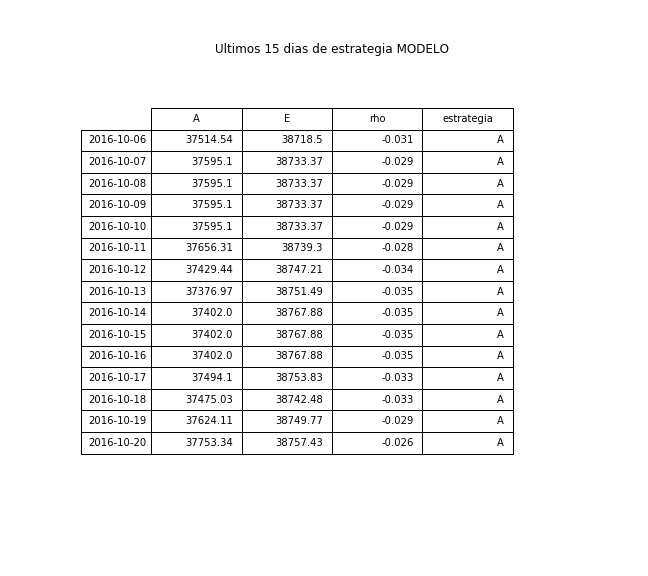 Ultimos 15 dias de estrategia MODELO
A E rho estrategia
2016-10-06 37514.54 38718.5 -0.031 A
2016-10-07 37595.1 38733.37 -0.029 A
2016-10-08 37595.1 38733.37 -0.029 A
2016-10-09 37595.1 38733.37 -0.029 A
2016-10-10 37595.1 38733.37 -0.029 A
2016-10-11 37656.31 38739.3 -0.028 A
2016-10-12 37429.44 38747.21 -0.034 A
2016-10-13 37376.97 38751.49 -0.035 A
2016-10-14 37402.0 38767.88 -0.035 A
2016-10-15 37402.0 38767.88 -0.035 A
2016-10-16 37402.0 38767.88 -0.035 A
2016-10-17 37494.1 38753.83 -0.033 A
2016-10-18 37475.03 38742.48 -0.033 A
2016-10-19 37624.11 38749.77 -0.029 A
2016-10-20 37753.34 38757.43 -0.026 A